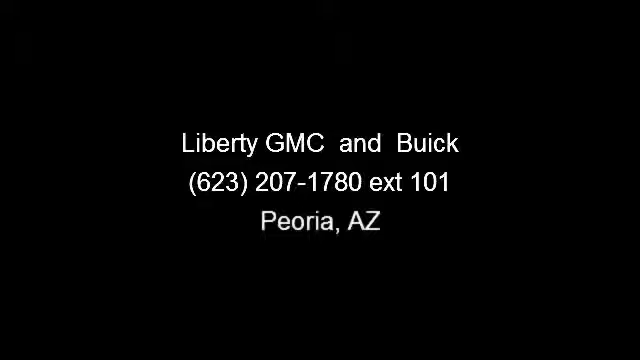 Liberty GMC  and  Buick
(623) 207-1780 ext 101
Peoria, AZ